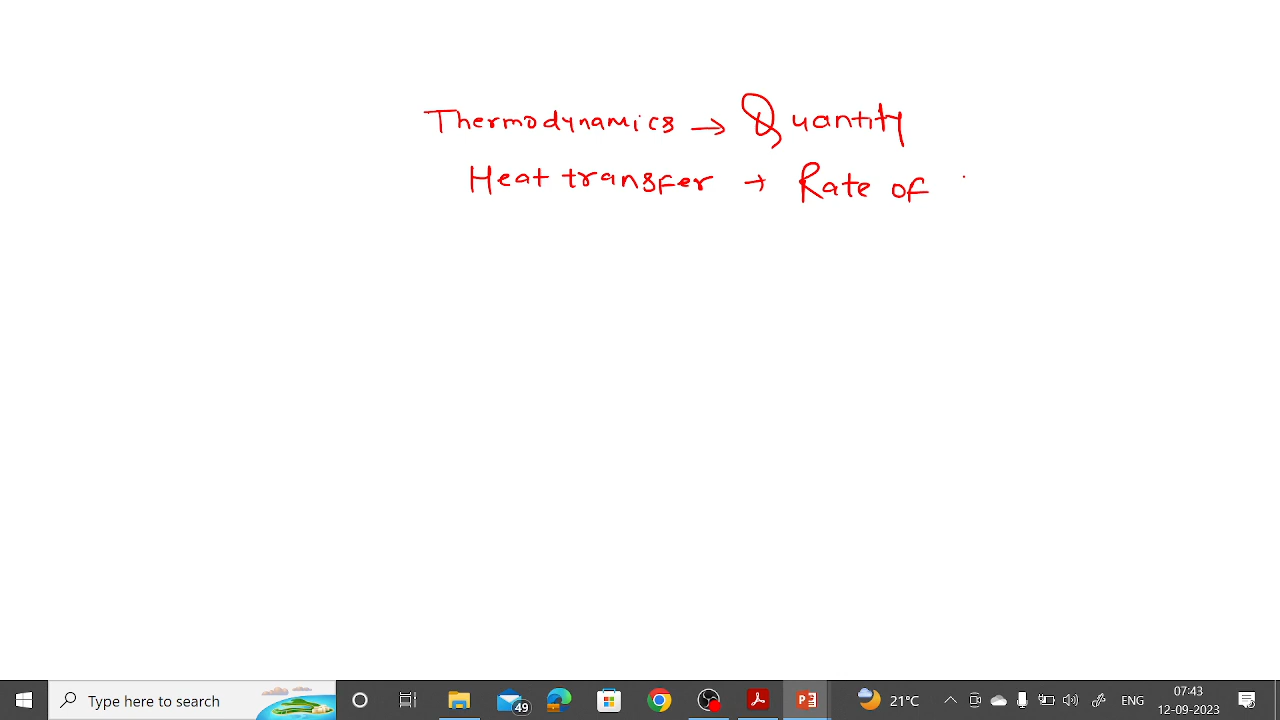 Thermodynamics → Quantity
Heat transfer → Rate of
Type here to search
49
21°C
ENG
07:43
12-09-2023